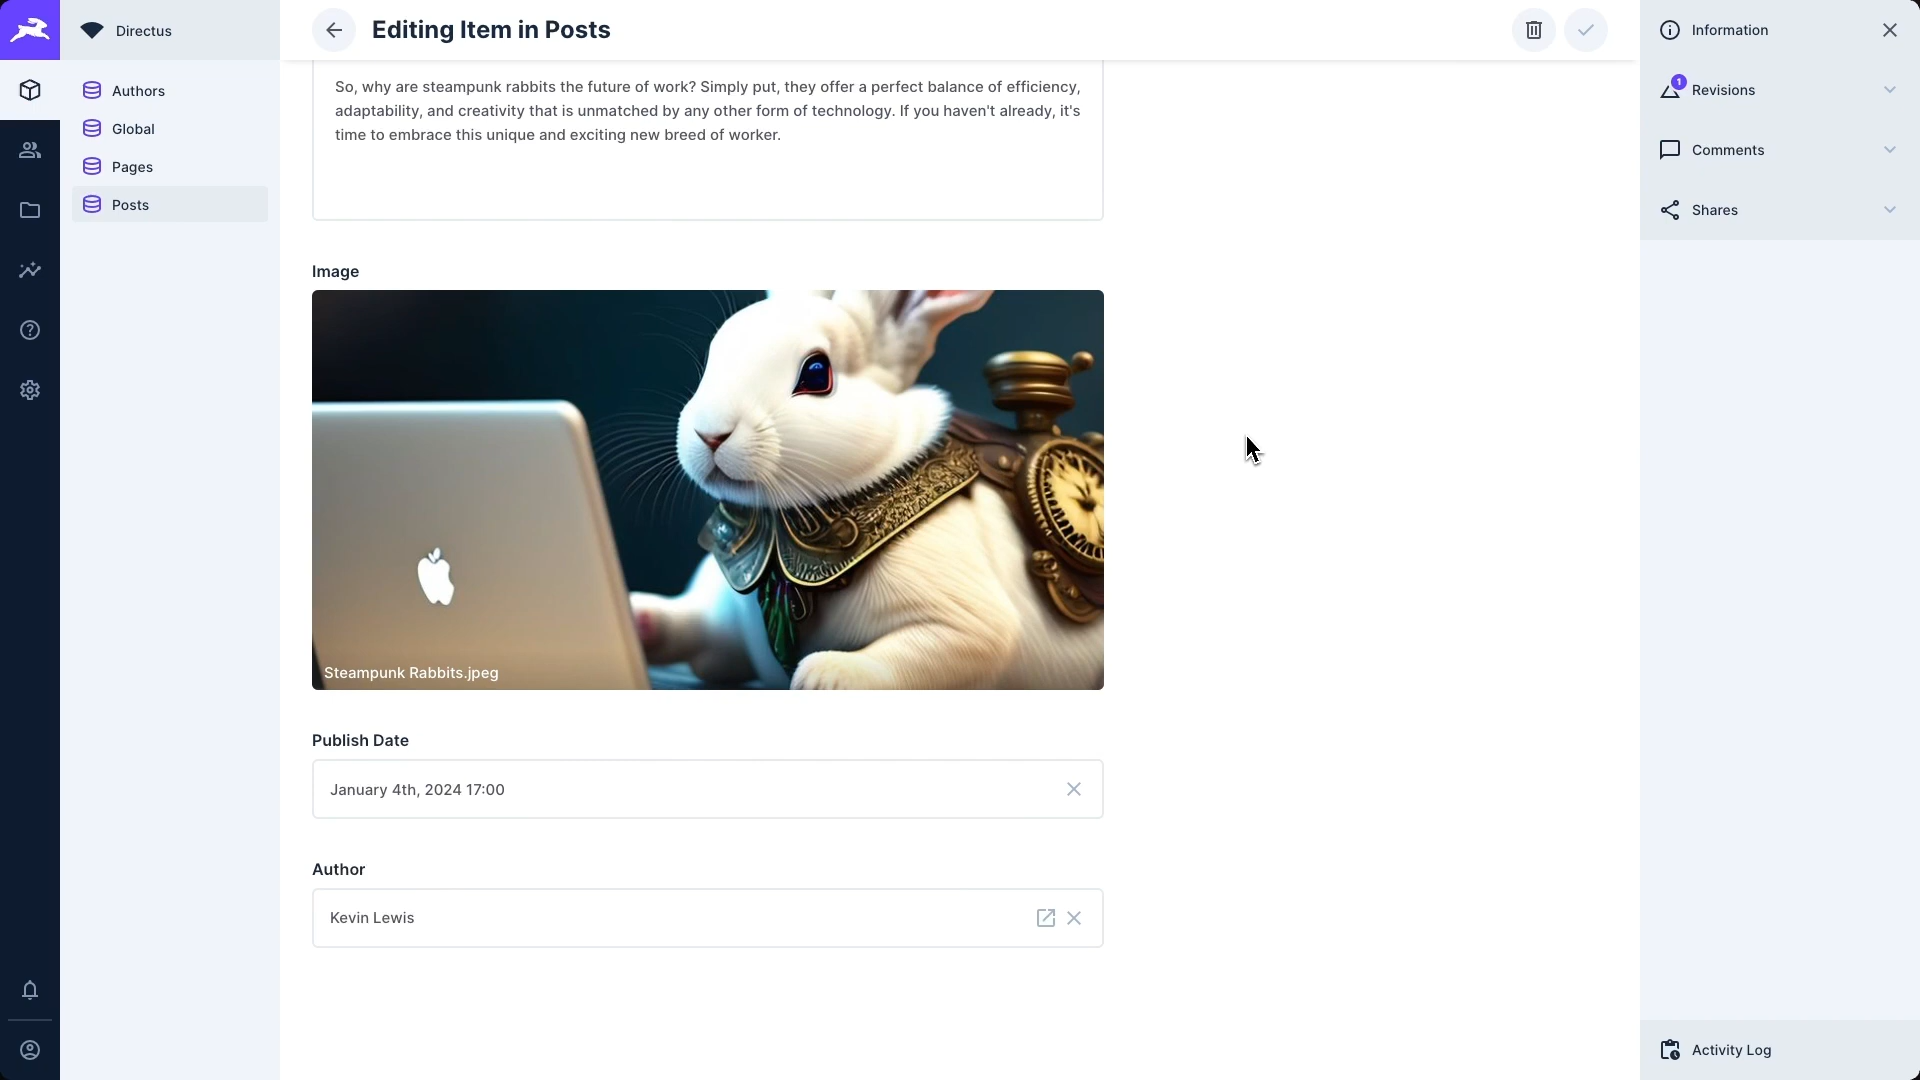 Directus
Editing Item in Posts
Information
Authors
Global
Pages
Posts
1
Revisions
Comments
Shares
So, why are steampunk rabbits the future of work? Simply put, they offer a perfect balance of efficiency,
adaptability, and creativity that is unmatched by any other form of technology. If you haven't already, it's
time to embrace this unique and exciting new breed of worker.
Image
Steampunk Rabbits.jpeg
Publish Date
January 4th, 2024 17:00
Author
Kevin Lewis
Activity Log